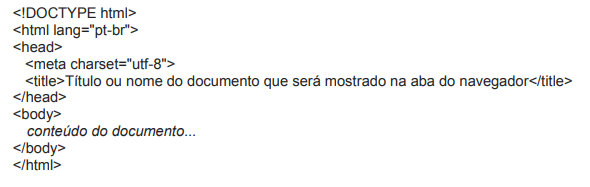 <!DOCTYPE html>
<html lang="pt-br">
<head>
<meta charset="utf-8">
<title>Título ou nome do documento que será mostrado na aba do navegador</title>
</head>
<body>
conteúdo do documento...
</body>
</html>